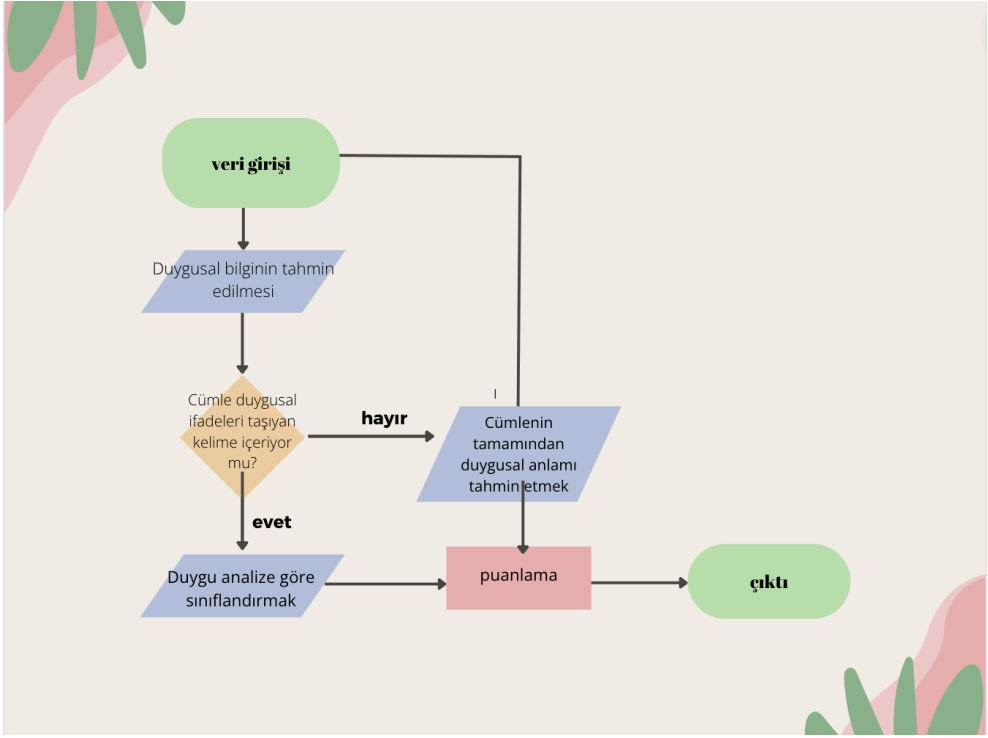 veri girişi
Duygusal bilginin tahmin
edilmesi
Cümle duygusal
ifadeleri taşıyan
kelime içeriyor
mu?
hayır
I
Cümlenin
tamamından
duygusal anlamı
tahmin etmek
evet
Duygu analize göre
sınıflandırmak
puanlama
çıktı